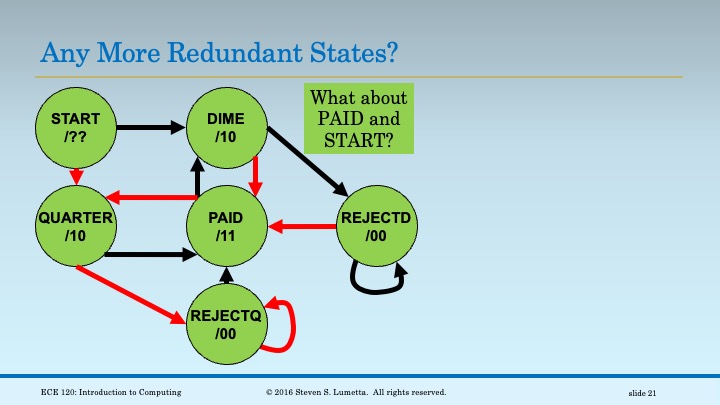 Any More Redundant States?
START
/??
DIME
/10
What about
PAID and
START?
QUARTER
/10
PAID
/11
REJECTD
/00
REJECTQ
/00
ECE 120: Introduction to Computing
© 2016 Steven S. Lumetta. All rights reserved.
slide 21